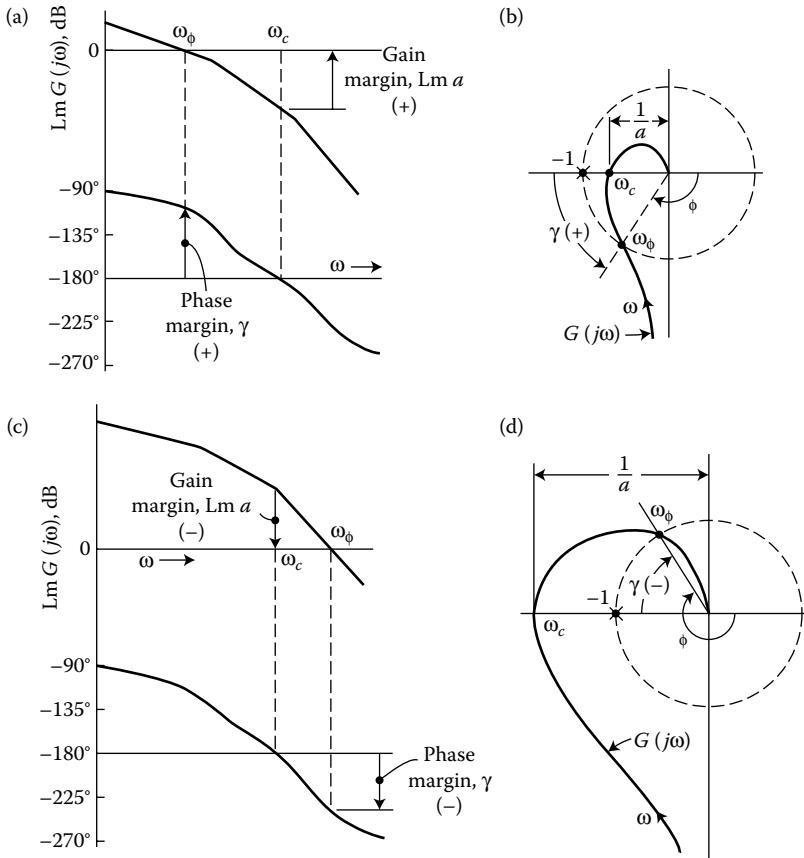 (a)
Lm G (jω), dB
0
ωϕ
ωc
Gain
margin, Lm a
(+)
–90°
–135°
–180°
–225°
–270°
ω
Phase
margin, γ
(+)
(b)
1
a
–1
ωc
ϕ
γ (+)
ωϕ
ω
G (jω)
(c)
Lm G (jω), dB
Gain
margin, Lm a
(–)
ωϕ
0
ω
ωc
–90°
–135°
–180°
–225°
–270°
Phase
margin, γ
(–)
(d)
1
a
ωϕ
γ (–)
–1
ωc
ϕ
G (jω)
ω